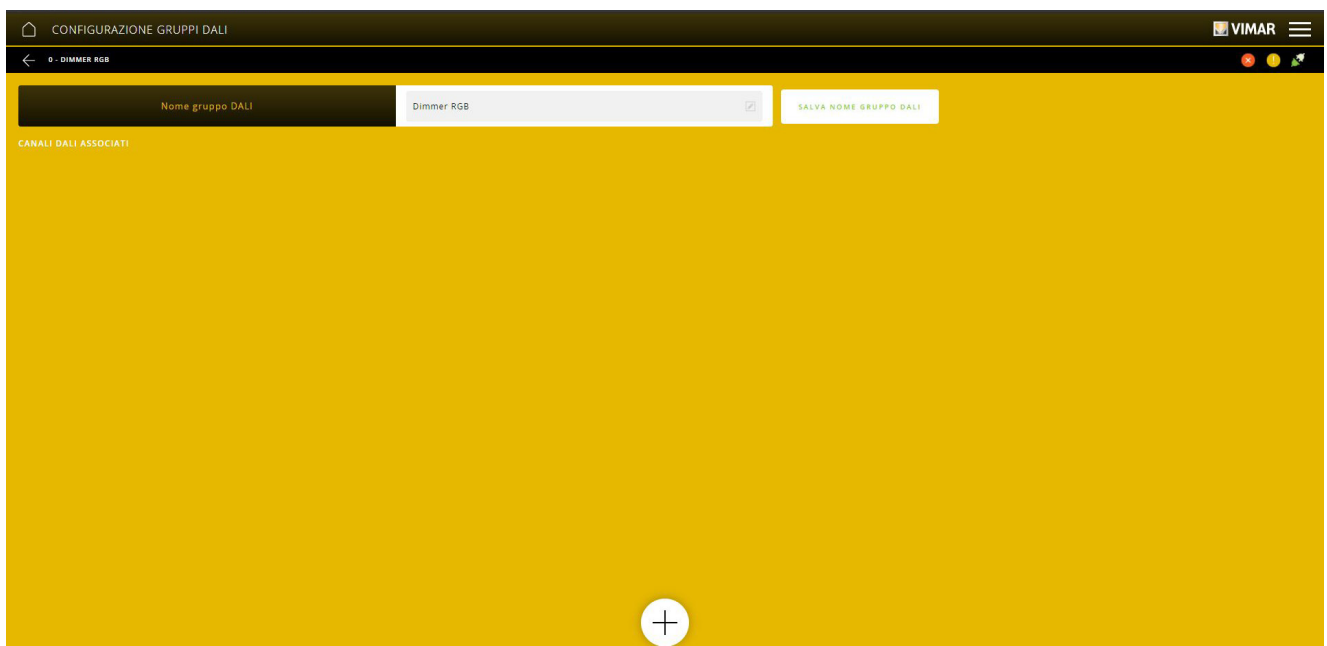 CONFIGURAZIONE GRUPPI DALI
VIMAR
0 - DIMMER RGB
Nome gruppo DALI
Dimmer RGB
SALVA NOME GRUPPO DALI
CANALI DALI ASSOCIATI